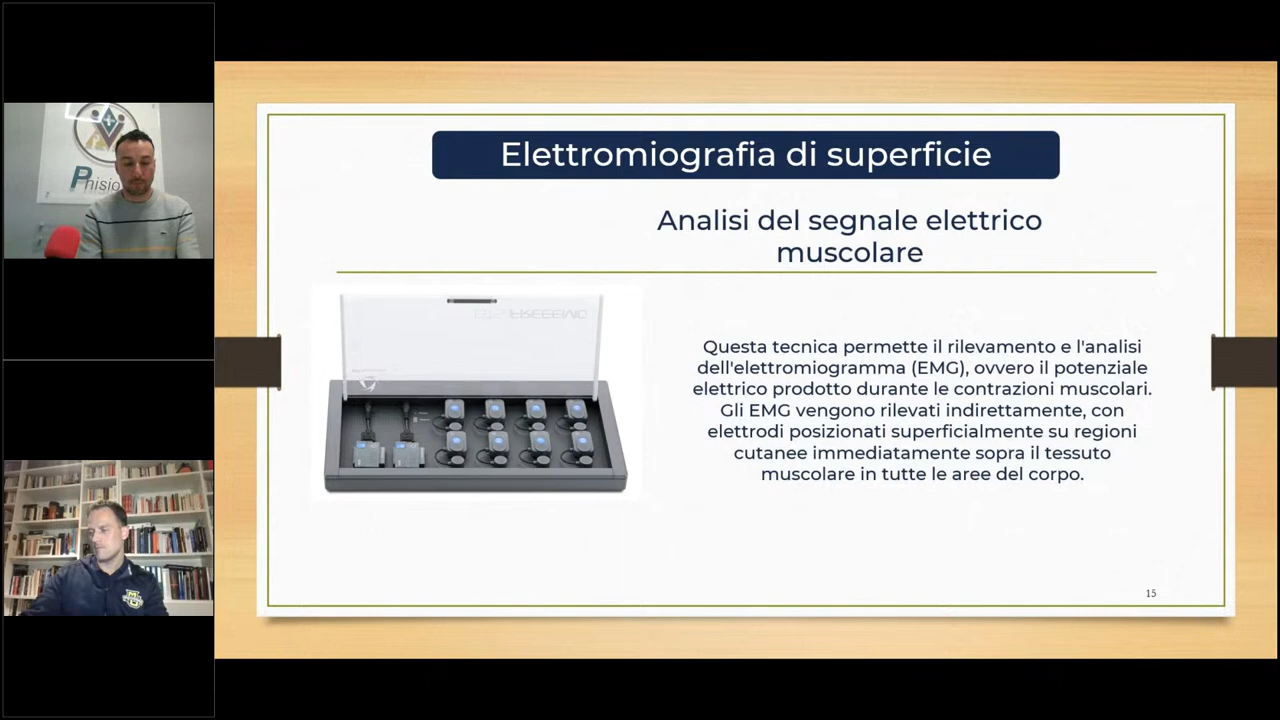 Phisio
Elettromiografia di superficie
Analisi del segnale elettrico
muscolare
FREEEMG
Questa tecnica permette il rilevamento e l'analisi
dell'elettromiogramma (EMG), ovvero il potenziale
elettrico prodotto durante le contrazioni muscolari.
Gli EMG vengono rilevati indirettamente, con
elettrodi posizionati superficialmente su regioni
cutanee immediatamente sopra il tessuto
muscolare in tutte le aree del corpo.
15